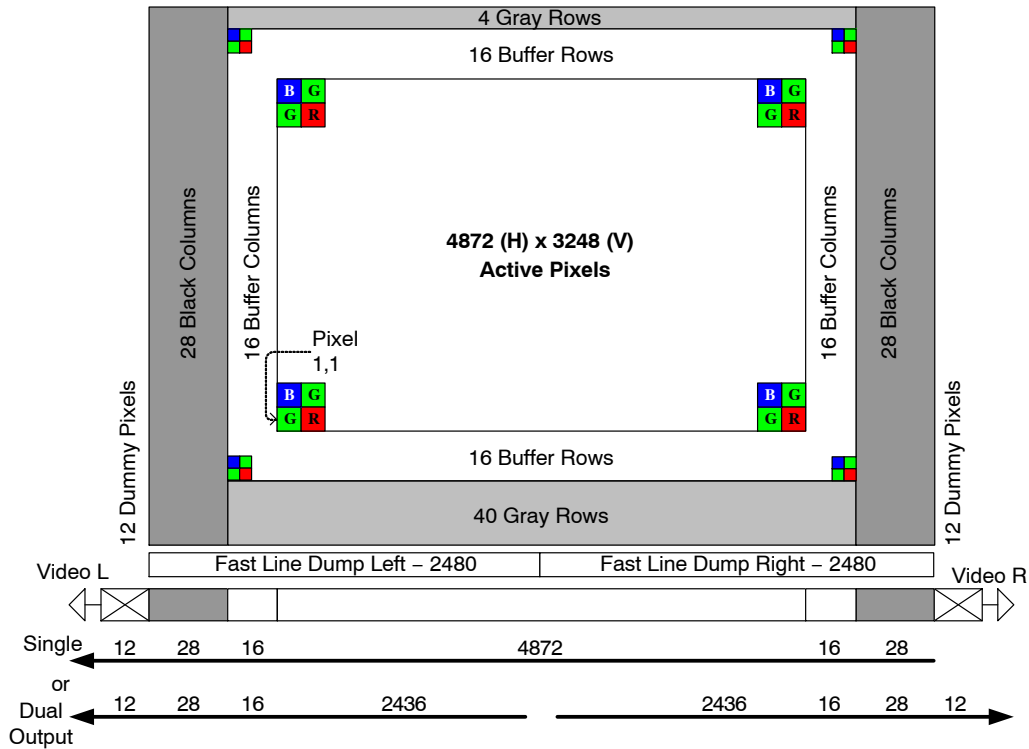 4 Gray Rows
16 Buffer Rows
B G
G R
B G
G R
28 Black Columns
16 Buffer Columns
4872 (H) x 3248 (V)
Active Pixels
16 Buffer Columns
28 Black Columns
Pixel
1,1
B G
G R
B G
G R
12 Dummy Pixels
16 Buffer Rows
12 Dummy Pixels
40 Gray Rows
Fast Line Dump Left – 2480
Fast Line Dump Right – 2480
Video L
Video R
Single 12 28 16 4872 16 28
or
Dual 12 28 16 2436 2436 16 28 12
Output